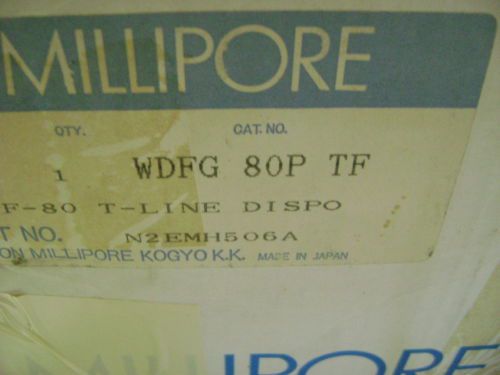 MILLIPORE
QTY. CAT. NO.
1 WDFG 80P TF
F-80 T-LINE DISPO
T NO. N2EMH506A
ON MILLIPORE KOGYO K.K. MADE IN JAPAN
MILLIPORE